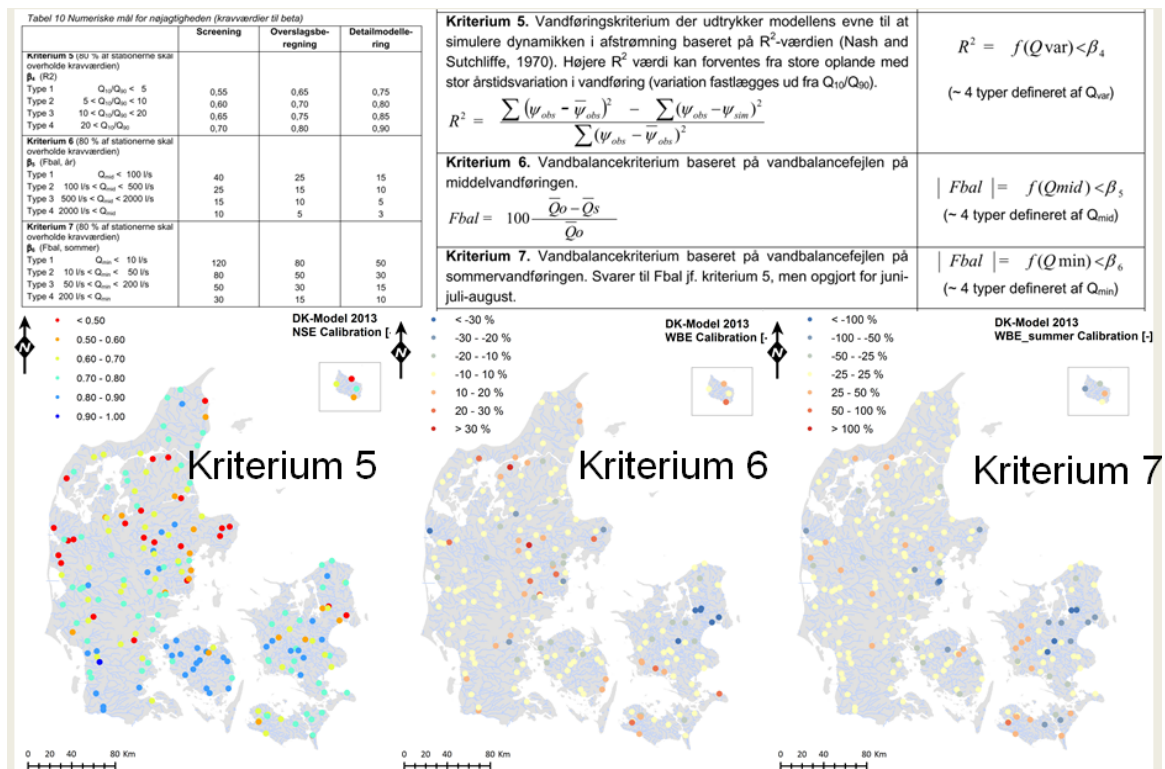 Tabel 10 Numeriske mål for nøjagtigheden (kravværdier til beta)
Screening Overslagsbe- Detailmodelle-
regning ring
Kriterium 5 (80 % af stationerne skal
overholde kravværdien)
β₄ (R2)
Type 1 Q₁₀/Q₉₀ < 5 0,55 0,65 0,75
Type 2 5 < Q₁₀/Q₉₀ < 10 0,60 0,70 0,80
Type 3 10 < Q₁₀/Q₉₀ < 20 0,65 0,75 0,85
Type 4 20 < Q₁₀/Q₉₀ 0,70 0,80 0,90
Kriterium 6 (80 % af stationerne skal
overholde kravværdien)
β₅ (Fbal, år)
Type 1 Qmid < 100 l/s 40 25 15
Type 2 100 l/s < Qmid < 500 l/s 25 15 10
Type 3 500 l/s < Qmid < 2000 l/s 15 10 5
Type 4 2000 l/s < Qmid 10 5 3
Kriterium 7 (80 % af stationerne skal
overholde kravværdien)
β₆ (Fbal, sommer)
Type 1 Qmin < 10 l/s 120 80 50
Type 2 10 l/s < Qmin < 50 l/s 80 50 30
Type 3 50 l/s < Qmin < 200 l/s 50 30 15
Type 4 200 l/s < Qmin 30 15 10
Kriterium 5. Vandføringskriterium der udtrykker modellens evne til at
simulere dynamikken i afstrømning baseret på R²-værdien (Nash and
Sutchliffe, 1970). Højere R² værdi kan forventes fra store oplande med
stor årstidsvariation i vandføring (variation fastlægges ud fra Q₁₀/Q₉₀).
R² = ∑(ψobs - ψ̅obs)² − ∑(ψobs − ψsim)²
∑(ψobs − ψ̅obs)²
R² = f(Qvar)<β₄
(~ 4 typer defineret af Qvar)
Kriterium 6. Vandbalancekriterium baseret på vandbalancefejlen på
middelvandføringen.
Fbal = 100 Q̅o − Q̅s
Q̅o
| Fbal |= f(Qmid)<β₅
(~ 4 typer defineret af Qmid)
Kriterium 7. Vandbalancekriterium baseret på vandbalancefejlen på
sommervandføringen. Svarer til Fbal jf. kriterium 5, men opgjort for juni-
juli-august.
| Fbal |= f(Qmin)<β₆
(~ 4 typer defineret af Qmin)
N
< 0.50
0.50 - 0.60
0.60 - 0.70
0.70 - 0.80
0.80 - 0.90
0.90 - 1.00
DK-Model 2013
NSE Calibration [-
Kriterium 5
0 20 40 80 Km
N
< -30 %
-30 - -20 %
-20 - -10 %
-10 - 10 %
10 - 20 %
20 - 30 %
> 30 %
DK-Model 2013
WBE Calibration [-
Kriterium 6
0 20 40 80 Km
N
< -100 %
-100 - -50 %
-50 - -25 %
-25 - 25 %
25 - 50 %
50 - 100 %
> 100 %
DK-Model 2013
WBE_summer Calibration [-]
Kriterium 7
0 20 40 80 Km